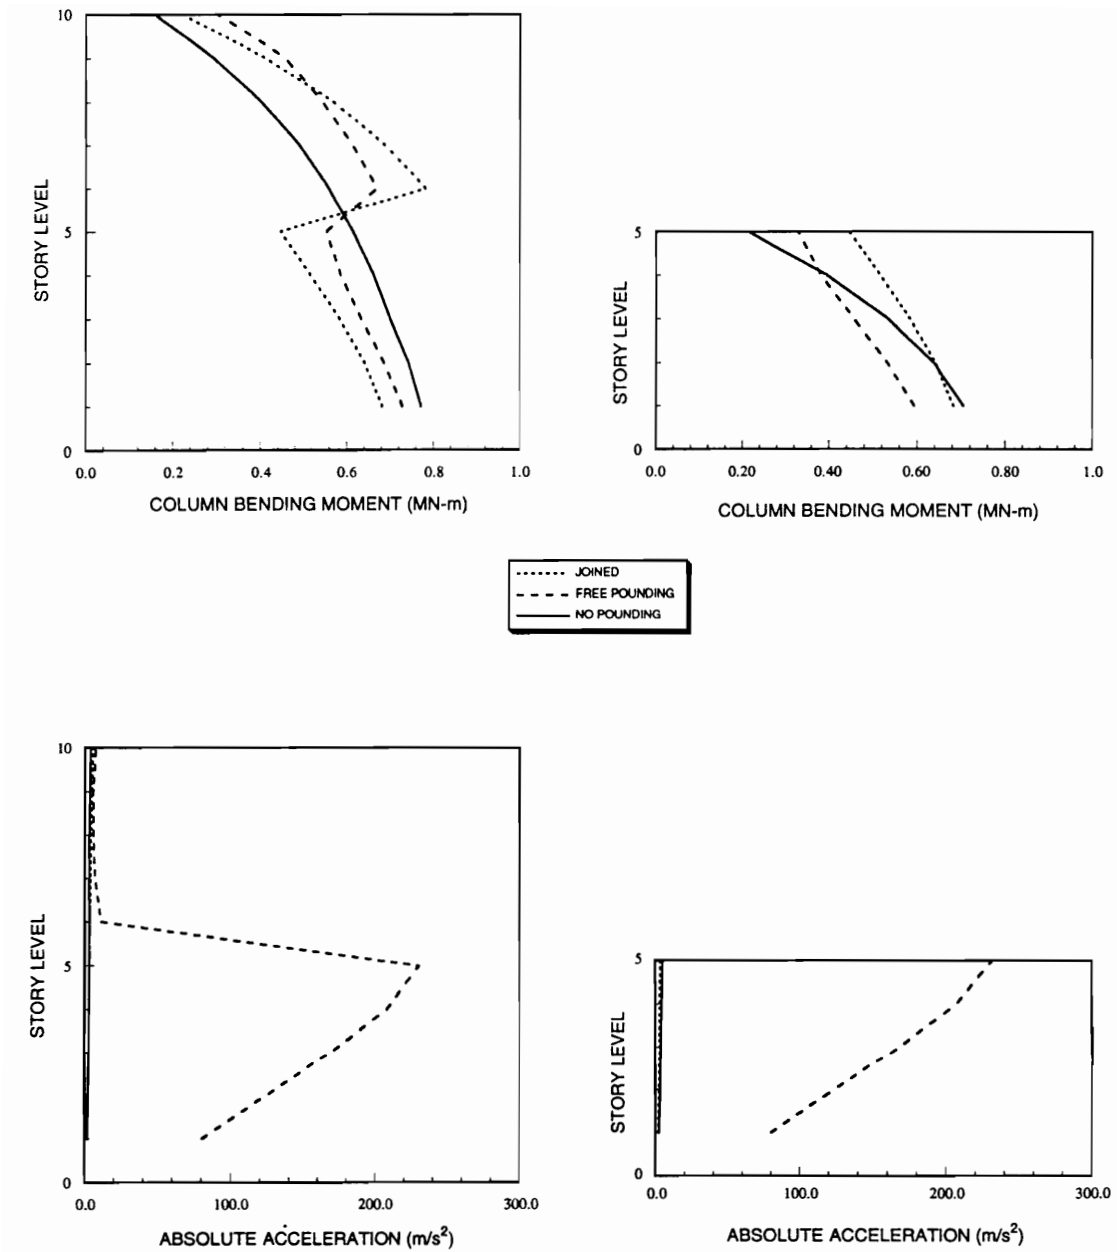 10
STORY LEVEL
5
0
0.0 0.2 0.4 0.6 0.8 1.0
COLUMN BENDING MOMENT (MN-m)
5
STORY LEVEL
0
0.0 0.20 0.40 0.60 0.80 1.0
COLUMN BENDING MOMENT (MN-m)
JOINED
FREE POUNDING
NO POUNDING
10
STORY LEVEL
5
0
0.0 100.0 200.0 300.0
ABSOLUTE ACCELERATION (m/s²)
5
STORY LEVEL
0
0.0 100.0 200.0 300.0
ABSOLUTE ACCELERATION (m/s²)